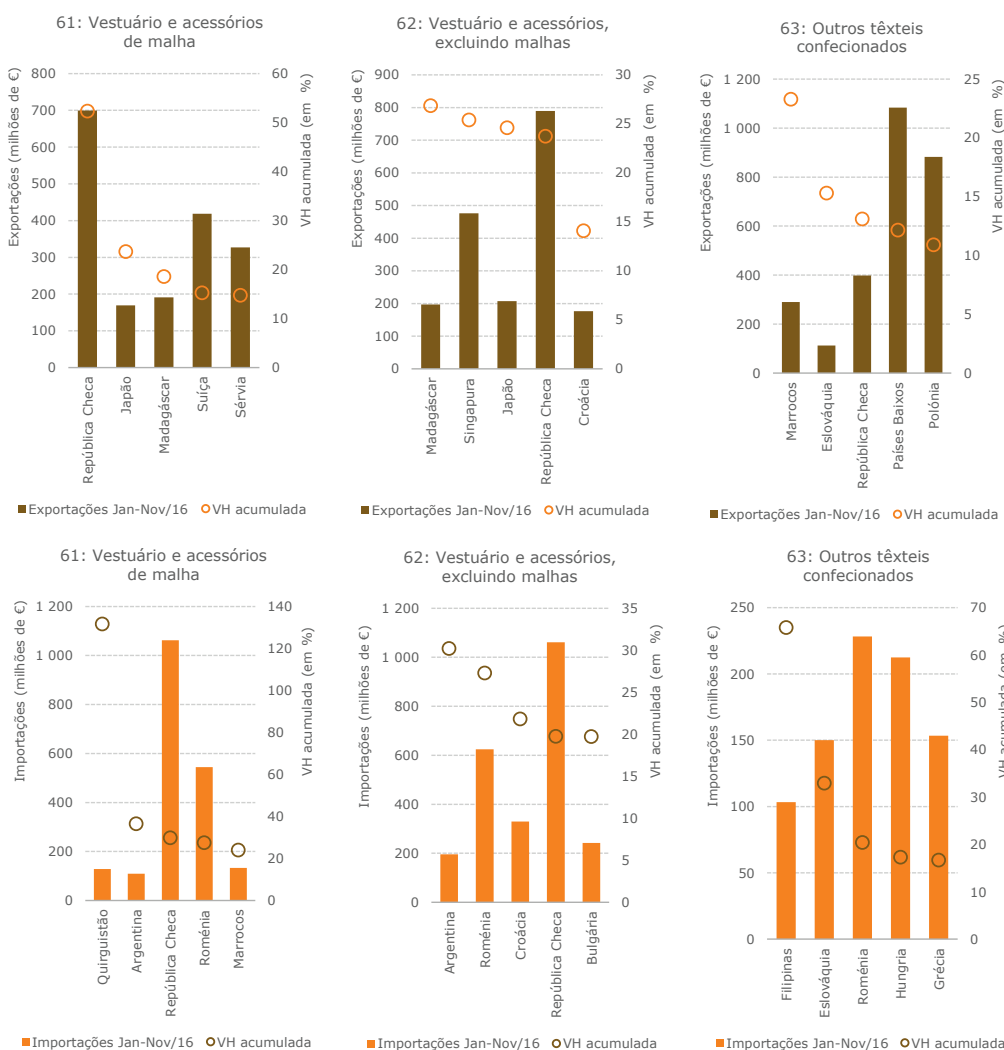 61: Vestuário e acessórios
de malha
Exportações (milhões de €)
800
700
600
500
400
300
200
100
0
60
50
40
30
20
10
0
VH acumulada (em %)
República Checa
Japão
Madagáscar
Suíça
Sérvia
Exportações Jan-Nov/16 VH acumulada
62: Vestuário e acessórios,
excluindo malhas
Exportações (milhões de €)
900
800
700
600
500
400
300
200
100
0
30
25
20
15
10
5
0
VH acumulada (em %)
Madagáscar
Singapura
Japão
República Checa
Croácia
Exportações Jan-Nov/16 VH acumulada
63: Outros têxteis
confecionados
Exportações (milhões de €)
1 200
1 000
800
600
400
200
0
25
20
15
10
5
0
VH acumulada (em %)
Marrocos
Eslováquia
República Checa
Países Baixos
Polónia
Exportações Jan-Nov/16 VH acumulada
61: Vestuário e acessórios
de malha
Importações (milhões de €)
1 200
1 000
800
600
400
200
0
140
120
100
80
60
40
20
0
VH acumulada (em %)
Quirguistão
Argentina
República Checa
Roménia
Marrocos
Importações Jan-Nov/16 VH acumulada
62: Vestuário e acessórios,
excluindo malhas
Importações (milhões de €)
1 200
1 000
800
600
400
200
0
35
30
25
20
15
10
5
0
VH acumulada (em %)
Argentina
Roménia
Croácia
República Checa
Bulgária
Importações Jan-Nov/16 VH acumulada
63: Outros têxteis
confecionados
Importações (milhões de €)
250
200
150
100
50
0
70
60
50
40
30
20
10
0
VH acumulada (em %)
Filipinas
Eslováquia
Roménia
Hungria
Grécia
Importações Jan-Nov/16 VH acumulada